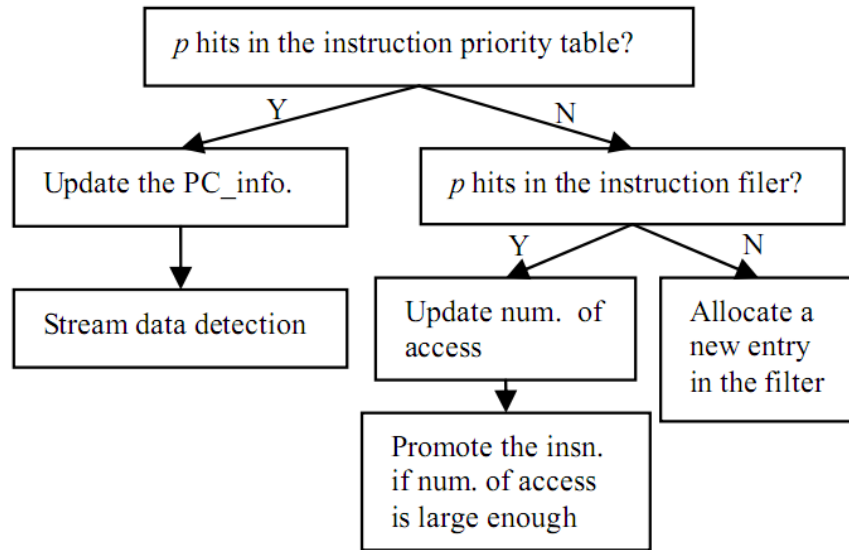 p hits in the instruction priority table?
Y
N
Update the PC_info.
p hits in the instruction filer?
Y
N
Stream data detection
Update num. of
access
Allocate a
new entry
in the filter
Promote the insn.
if num. of access
is large enough